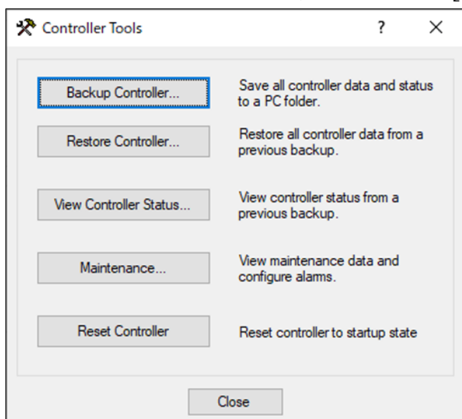 Controller Tools
?
Backup Controller...
Save all controller data and status
to a PC folder.
Restore Controller...
Restore all controller data from a
previous backup.
View Controller Status...
View controller status from a
previous backup.
Maintenance...
View maintenance data and
configure alarms.
Reset Controller
Reset controller to startup state
Close